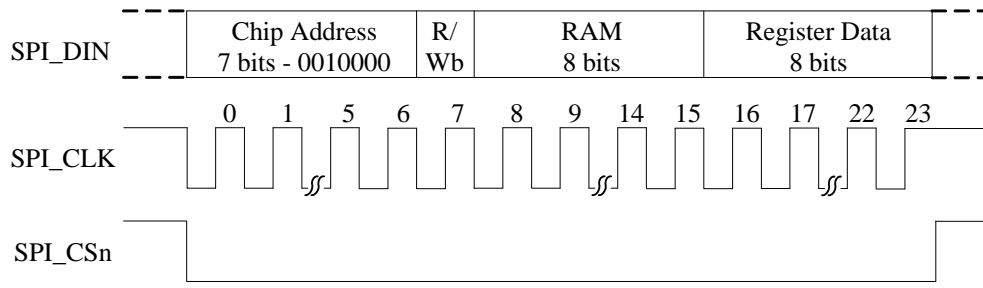 SPI_DIN
Chip Address
7 bits - 0010000
R/
Wb
RAM
8 bits
Register Data
8 bits
0 1 5 6 7 8 9 14 15 16 17 22 23
SPI_CLK
SPI_CSn